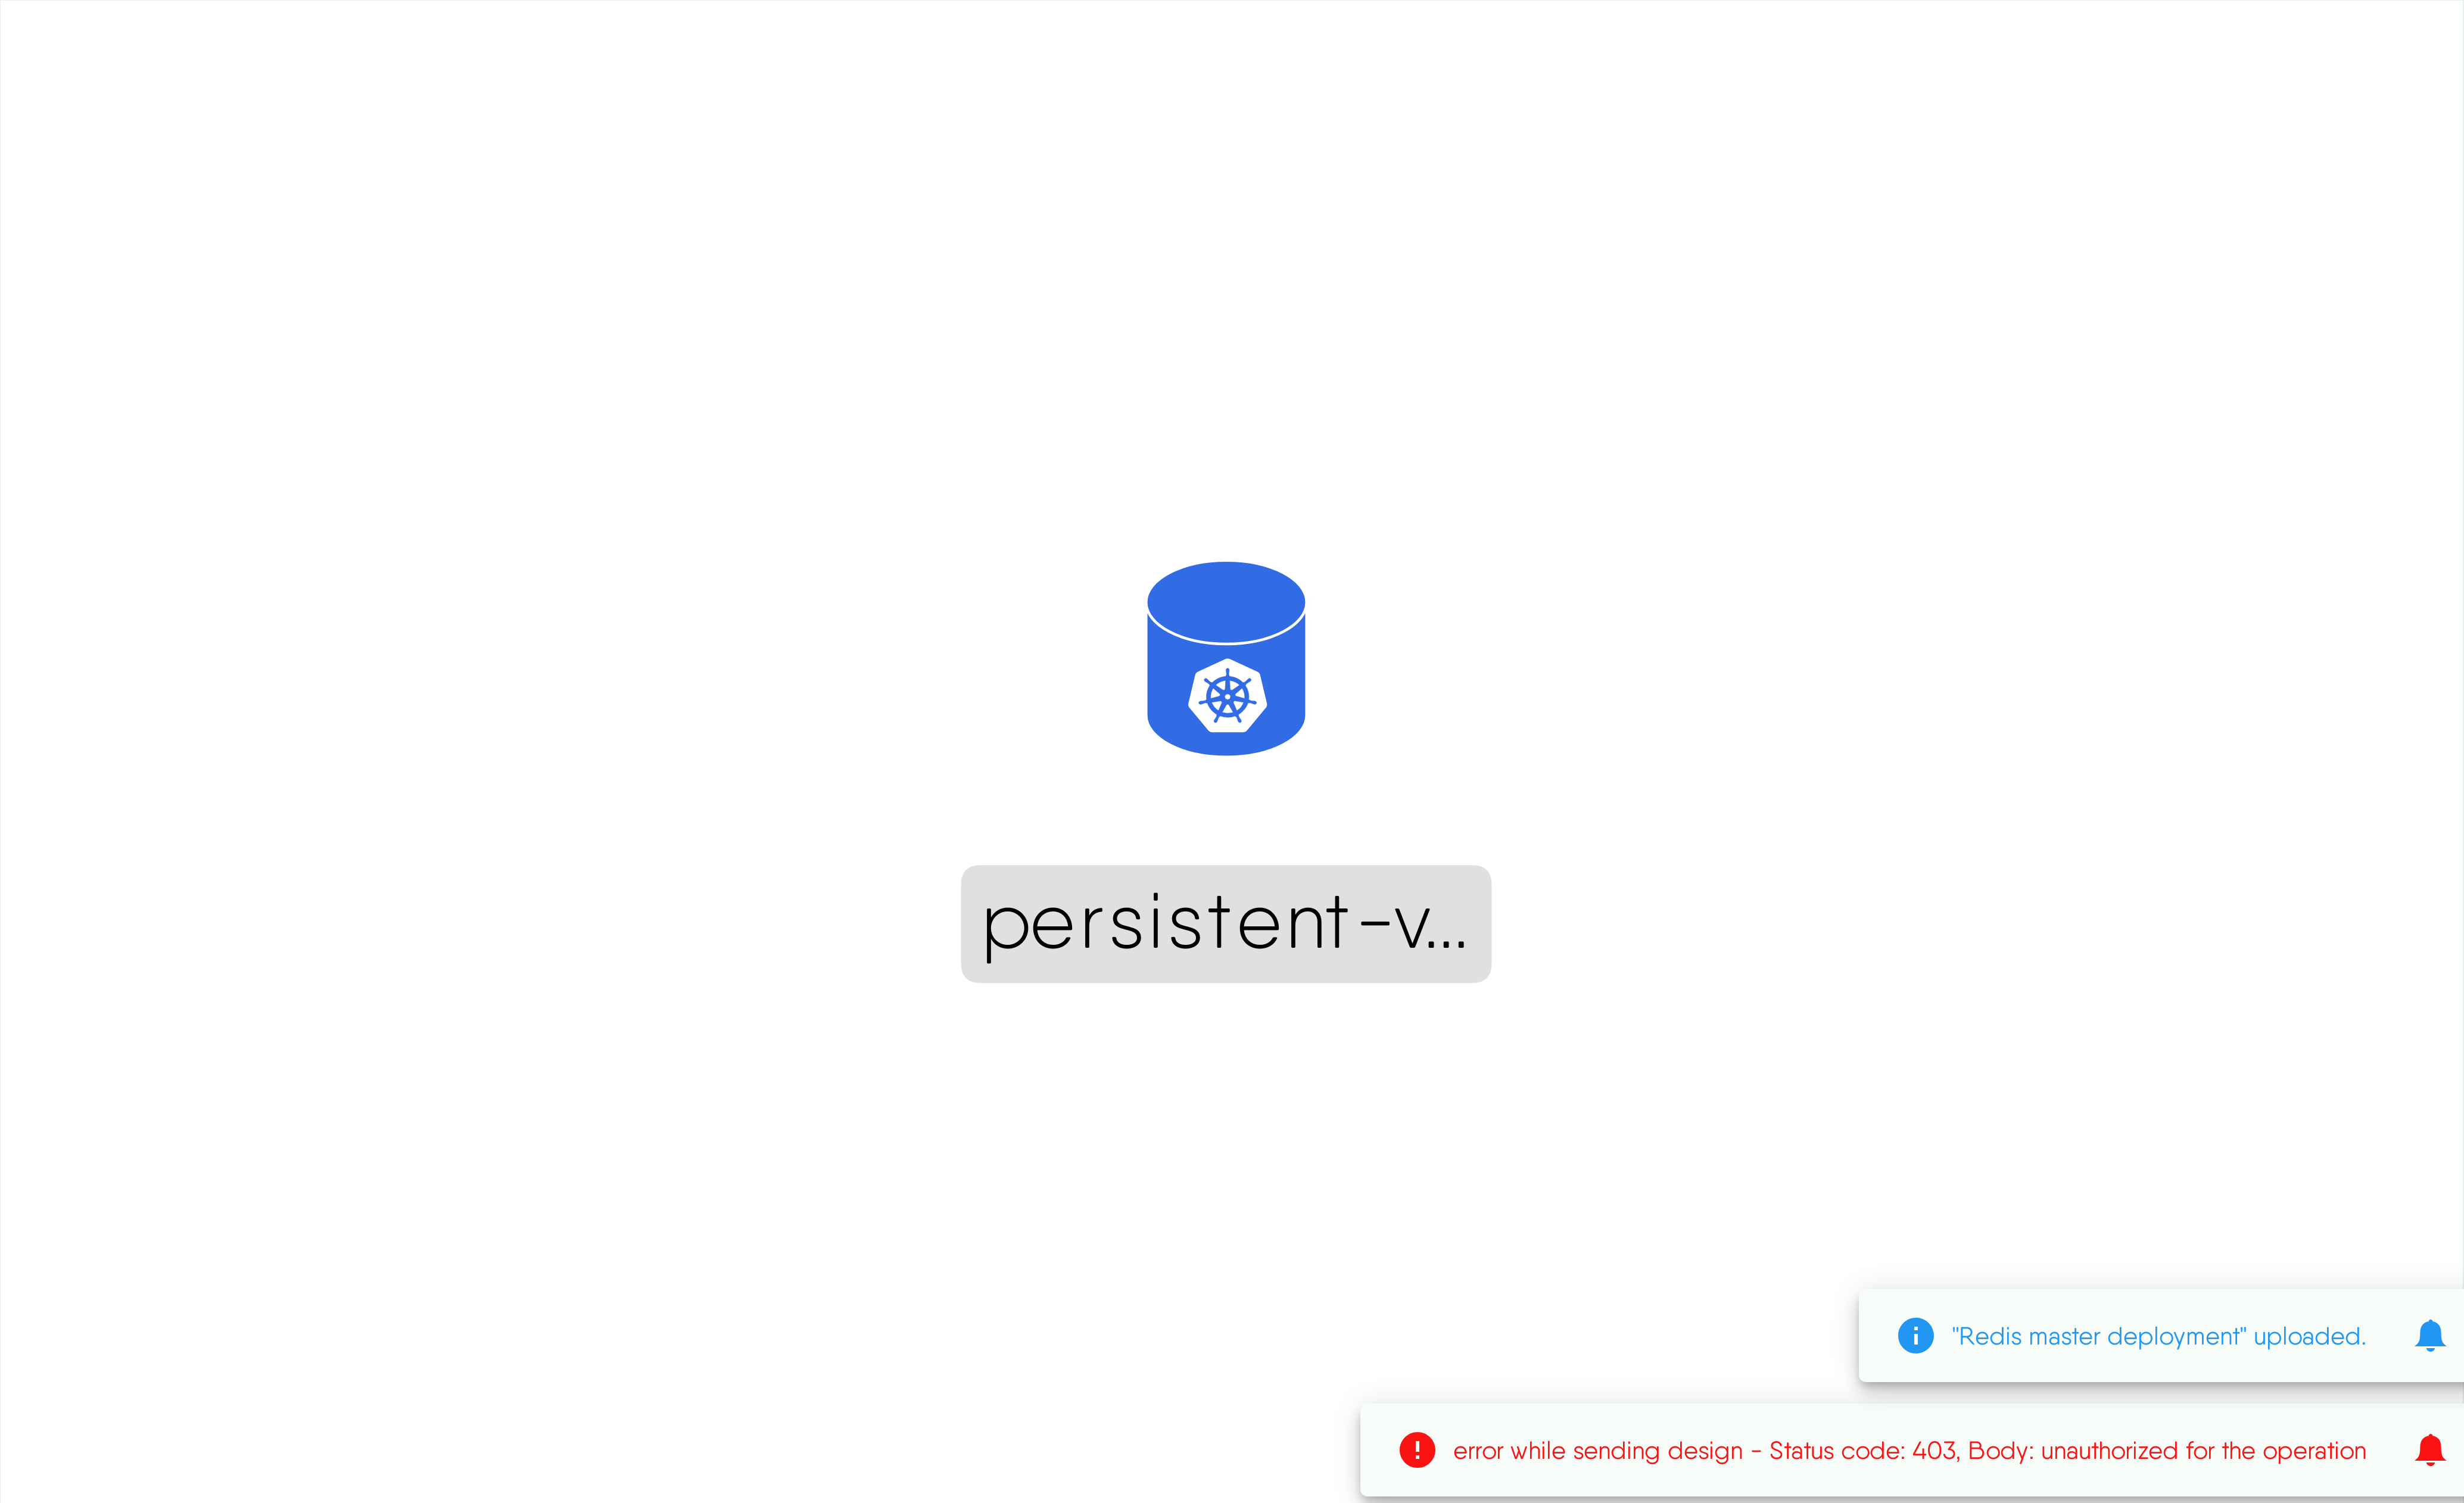 persistent-v...
"Redis master deployment" uploaded.
error while sending design - Status code: 403, Body: unauthorized for the operation